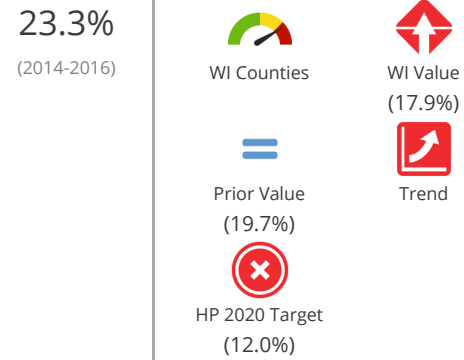 23.3%
(2014-2016)
WI Counties
WI Value
(17.9%)
Prior Value
(19.7%)
Trend
HP 2020 Target
(12.0%)